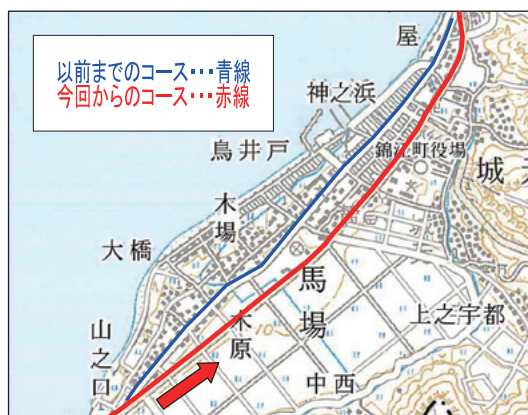 以前までのコース・・・青線
今回からのコース・・・赤線
屋
神之浜
鳥井戸
錦江町役場
城
木場
大橋
馬場
上之宇都
木原
10
山之口
中西